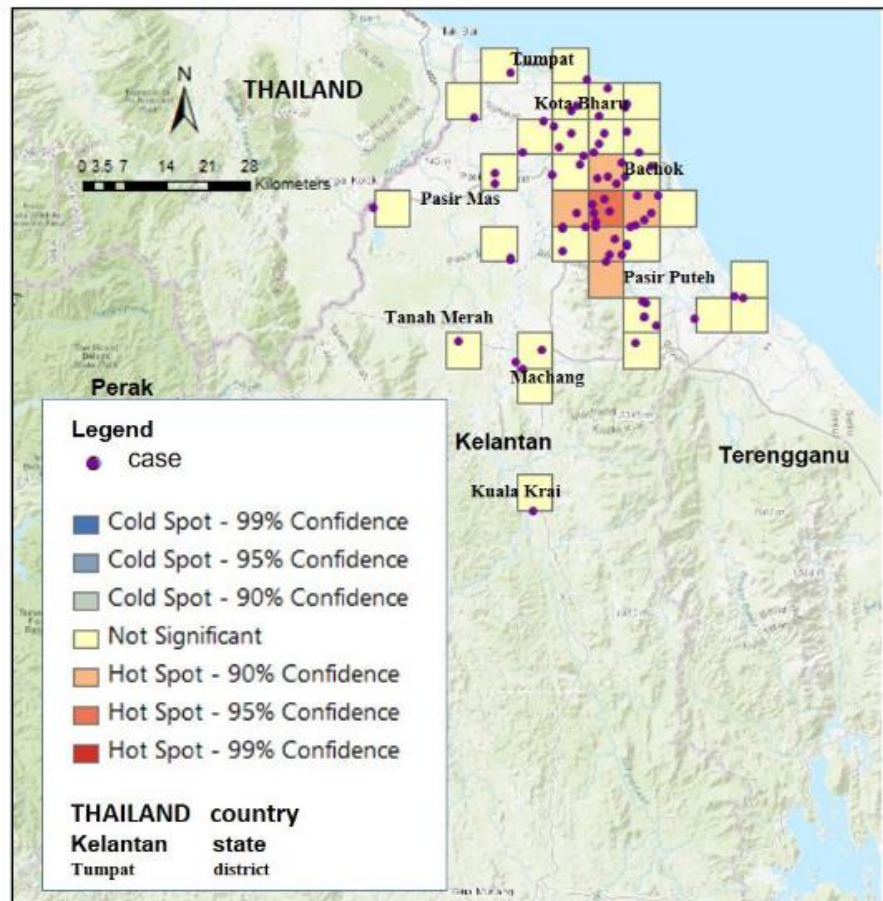 Tumpat
N
THAILAND
Kota Bharu
0 3.5 7 14 21 28
Kilometers
Bachok
Pasir Mas
Pasir Puteh
Tanah Merah
Machang
Perak
Kelantan
Terengganu
Kuala Krai
Legend
case
Cold Spot - 99% Confidence
Cold Spot - 95% Confidence
Cold Spot - 90% Confidence
Not Significant
Hot Spot - 90% Confidence
Hot Spot - 95% Confidence
Hot Spot - 99% Confidence
THAILAND country
Kelantan state
Tumpat district